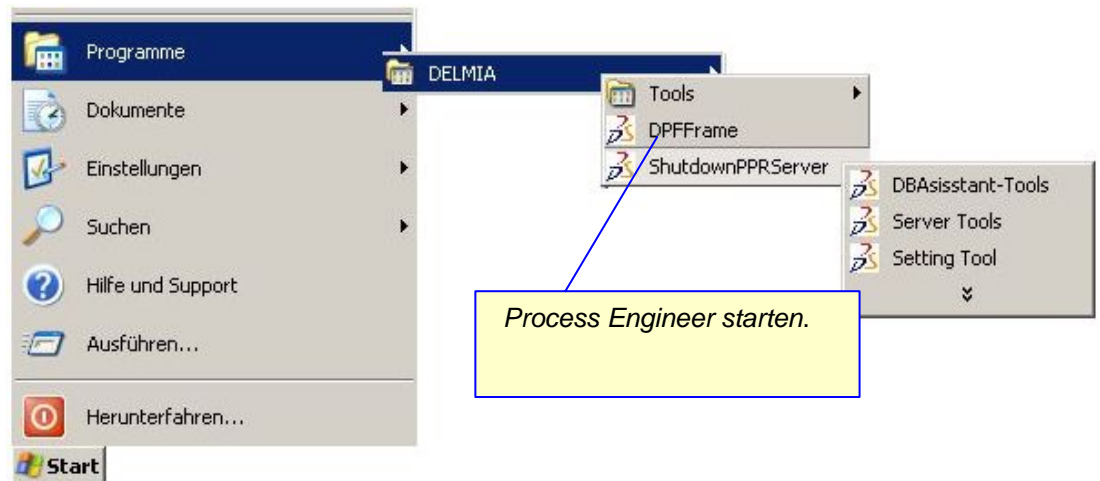 Programme
Dokumente
Einstellungen
Suchen
Hilfe und Support
Ausführen...
Herunterfahren...
Start
DELMIA
Tools
DPFFrame
ShutdownPPRServer
DBAsisstant-Tools
Server Tools
Setting Tool
Process Engineer starten.